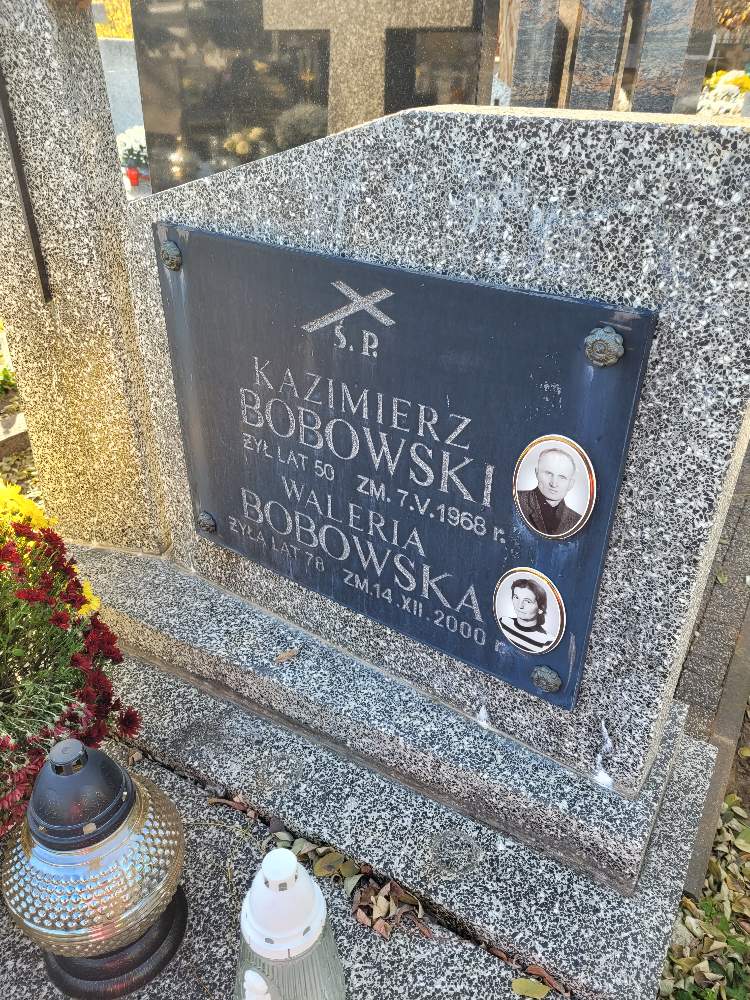 Ś. P.
KAZIMIERZ
BOBOWSKI
ŻYŁ LAT 50 ZM. 7.V.1968 r.
WALERIA
BOBOWSKA
ŻYŁA LAT 78 ZM.14.XII.2000 r.